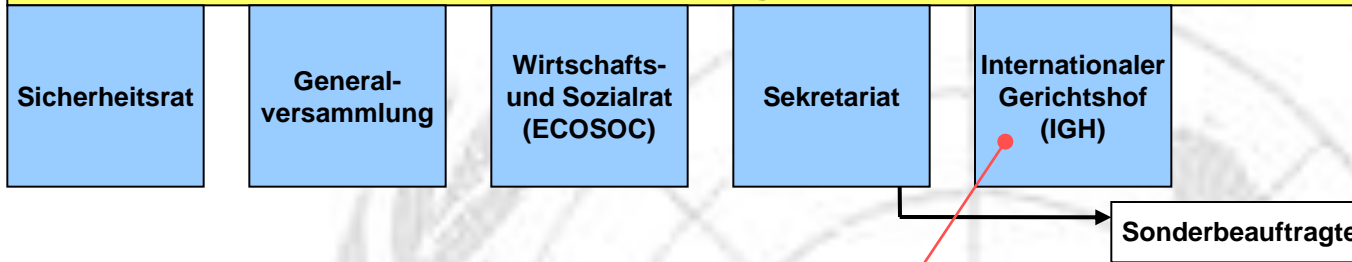 Sicherheitsrat
General-
versammlung
Wirtschafts-
und Sozialrat
(ECOSOC)
Sekretariat
Internationaler
Gerichtshof
(IGH)
Sonderbeauftragte